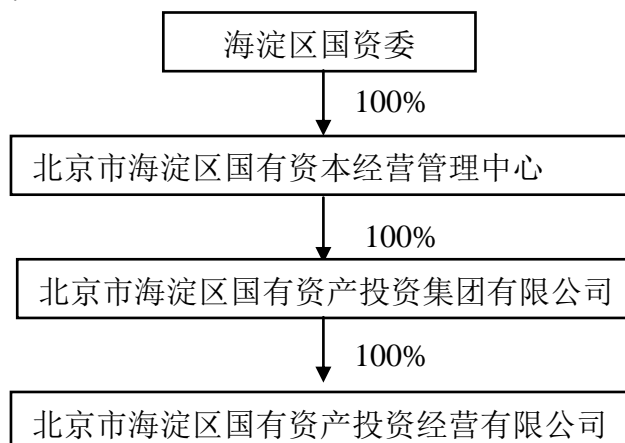 海淀区国资委
100%
北京市海淀区国有资本经营管理中心
100%
北京市海淀区国有资产投资集团有限公司
100%
北京市海淀区国有资产投资经营有限公司